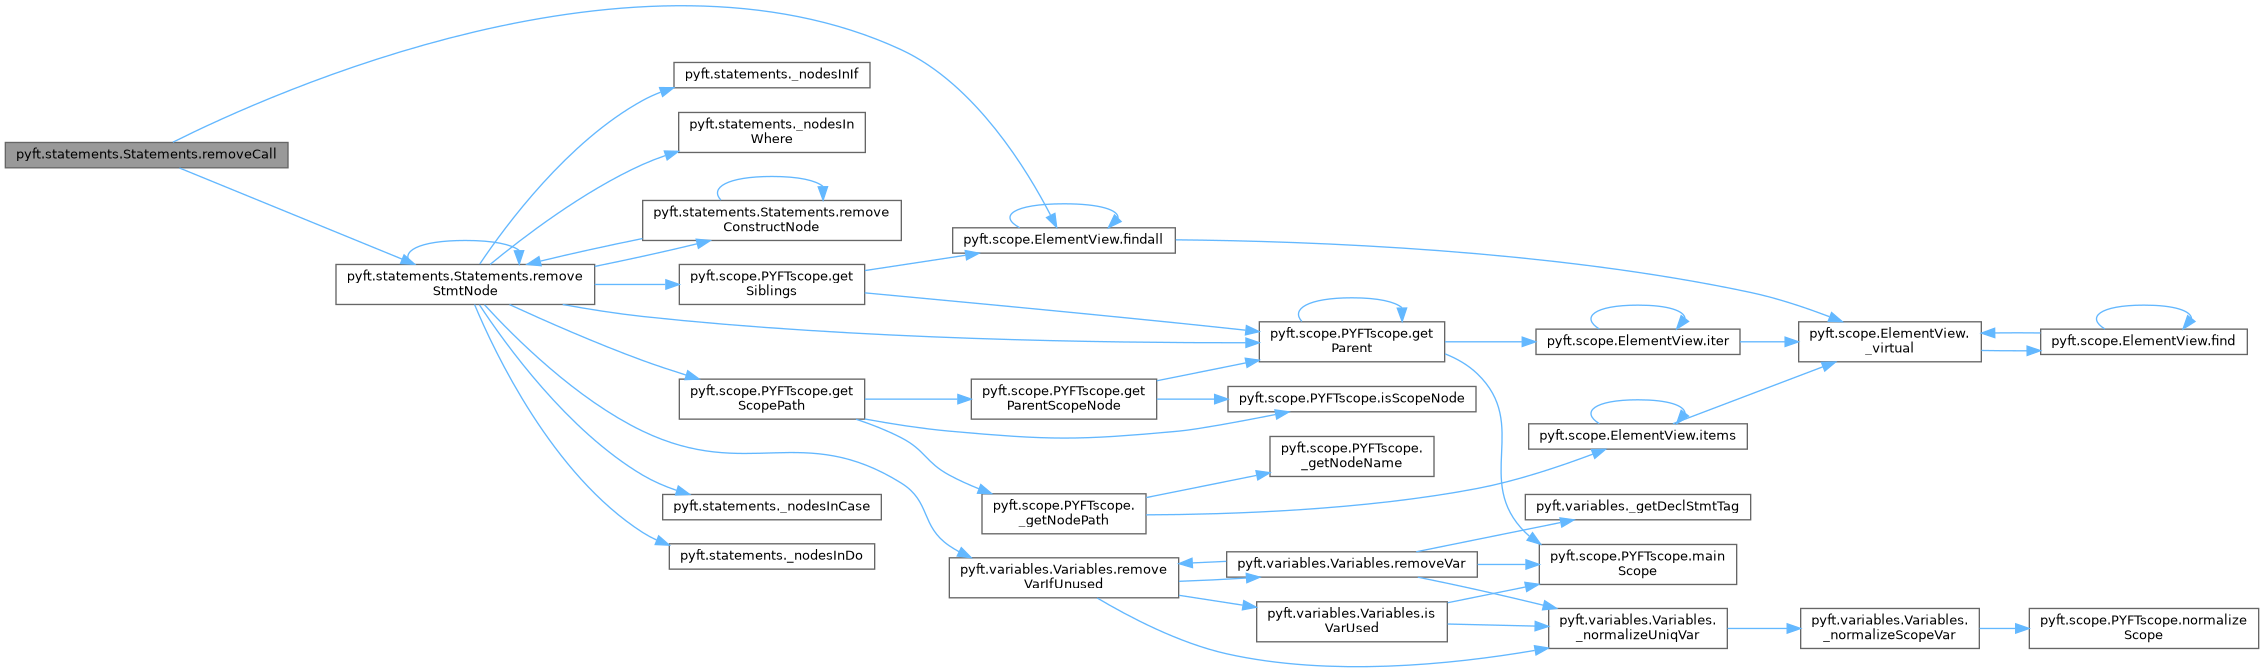 pyft.statements.Statements.removeCall
pyft.statements.Statements.remove
StmtNode
pyft.statements._nodesInIf
pyft.statements._nodesIn
Where
pyft.statements.Statements.remove
ConstructNode
pyft.scope.PYFTscope.get
Siblings
pyft.scope.PYFTscope.get
ScopePath
pyft.statements._nodesInCase
pyft.statements._nodesInDo
pyft.scope.ElementView.findall
pyft.scope.PYFTscope.get
ParentScopeNode
pyft.scope.PYFTscope.
_getNodePath
pyft.variables.Variables.remove
VarIfUnused
pyft.scope.PYFTscope.get
Parent
pyft.scope.PYFTscope.isScopeNode
pyft.scope.PYFTscope.
_getNodeName
pyft.variables.Variables.removeVar
pyft.variables.Variables.is
VarUsed
pyft.scope.ElementView.iter
pyft.scope.ElementView.items
pyft.variables._getDeclStmtTag
pyft.scope.PYFTscope.main
Scope
pyft.variables.Variables.
_normalizeUniqVar
pyft.scope.ElementView.
_virtual
pyft.variables.Variables.
_normalizeScopeVar
pyft.scope.ElementView.find
pyft.scope.PYFTscope.normalize
Scope